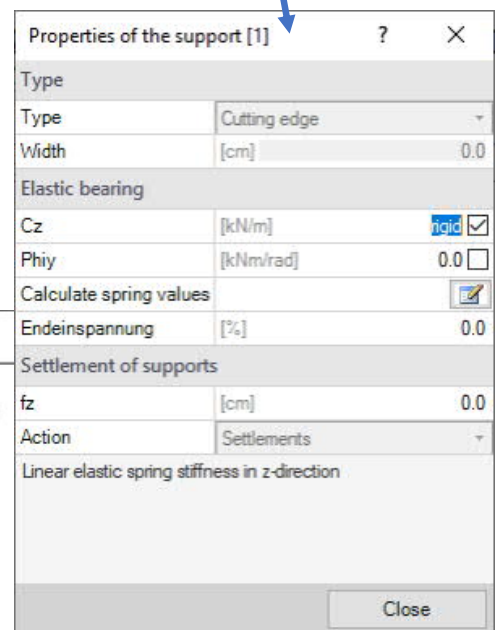 Properties of the support [1] ? ×
Type
Type Cutting edge
Width [cm] 0.0
Elastic bearing
Cz [kN/m] rigid
Phiy [kNm/rad] 0.0
Calculate spring values
Endeinspannung [%] 0.0
Settlement of supports
fz [cm] 0.0
Action Settlements
Linear elastic spring stiffness in z-direction
Close